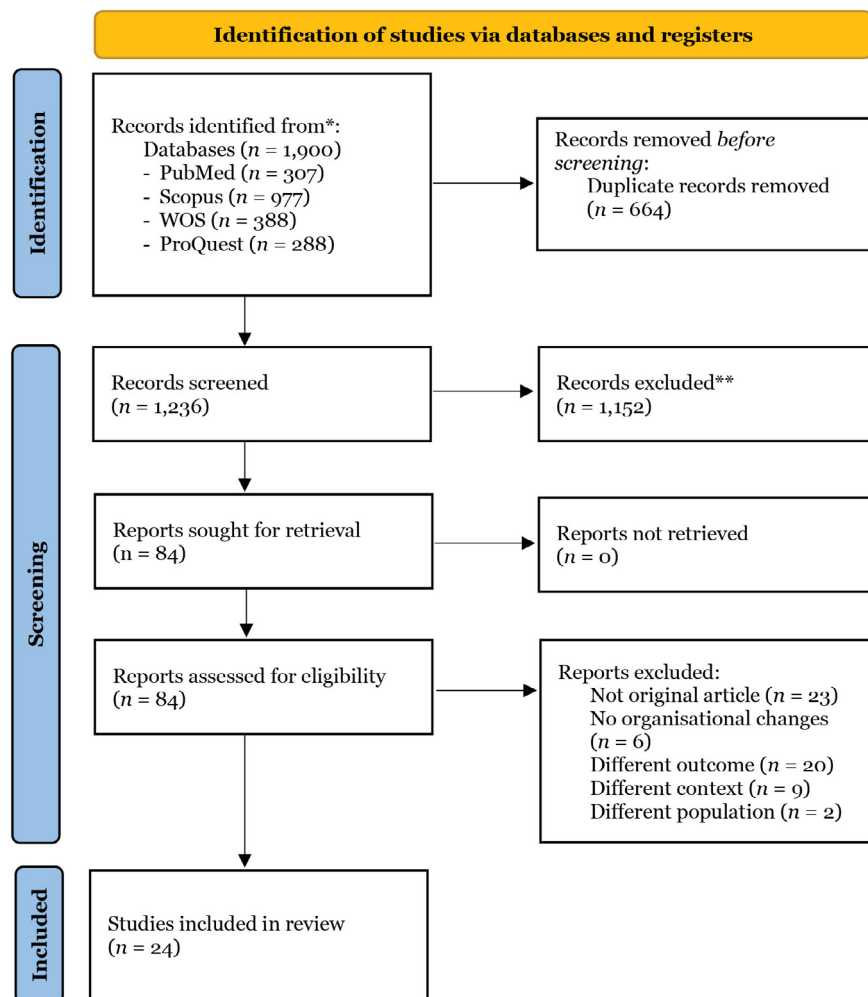 Identification of studies via databases and registers
Identification
Records identified from*:
Databases (n = 1,900)
- PubMed (n = 307)
- Scopus (n = 977)
- WOS (n = 388)
- ProQuest (n = 288)
Records removed before
screening:
Duplicate records removed
(n = 664)
Screening
Records screened
(n = 1,236)
Records excluded**
(n = 1,152)
Reports sought for retrieval
(n = 84)
Reports not retrieved
(n = 0)
Reports assessed for eligibility
(n = 84)
Reports excluded:
Not original article (n = 23)
No organisational changes
(n = 6)
Different outcome (n = 20)
Different context (n = 9)
Different population (n = 2)
Included
Studies included in review
(n = 24)